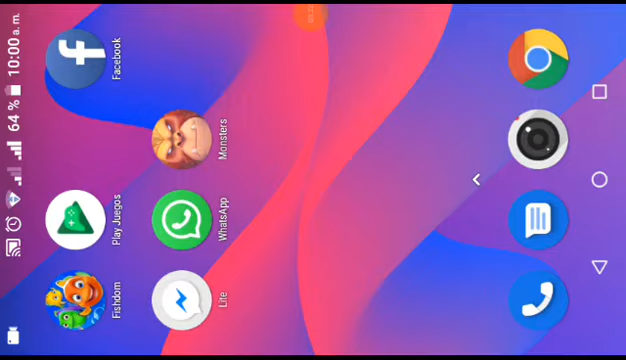 64 % 10:00 a. m.
Fishdom
Play Juegos
Facebook
Lite
WhatsApp
Monsters